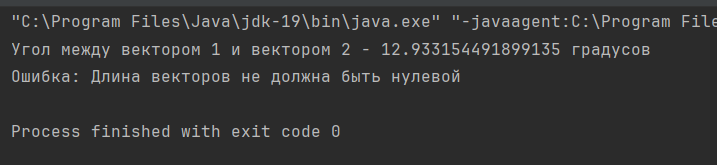 "C:\Program Files\Java\jdk-19\bin\java.exe" "-javaagent:C:\Program File
Угол между вектором 1 и вектором 2 - 12.933154491899135 градусов
Ошибка: Длина векторов не должна быть нулевой
Process finished with exit code 0